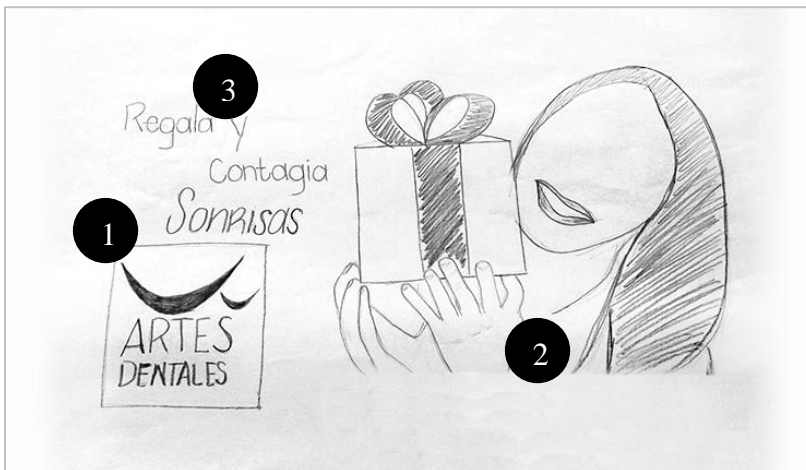 3
Regala y
Contagia
Sonrisas
1
ARTES
DENTALES
2